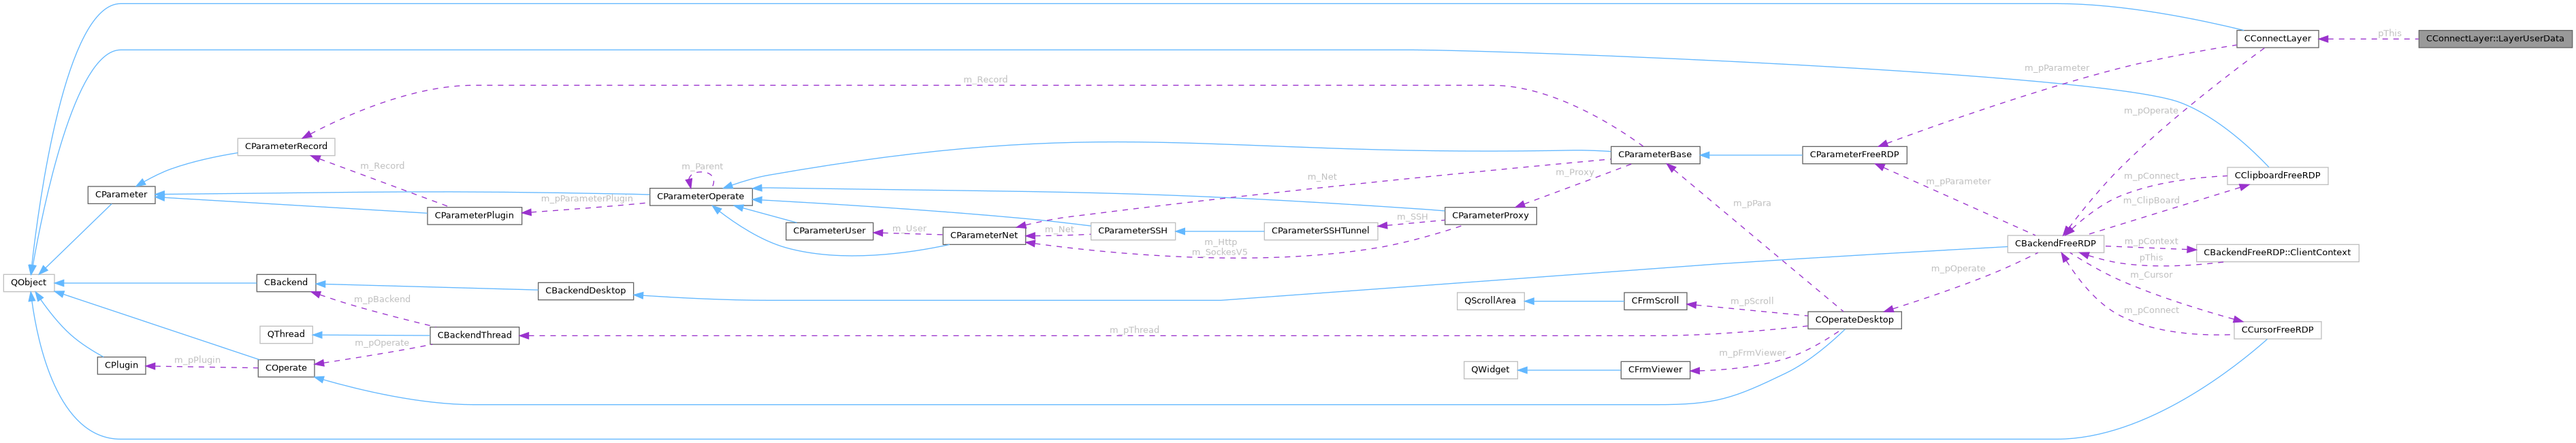 CConnectLayer
pThis
CConnectLayer::LayerUserData
m_pParameter
m_Record
m_pOperate
CParameterRecord
CParameterBase
CParameterFreeRDP
m_Record
m_Parent
m_Net
m_Proxy
m_pParameter
m_pConnect
CClipboardFreeRDP
CParameter
CParameterOperate
m_pParameterPlugin
m_pPara
m_ClipBoard
CParameterPlugin
CParameterProxy
m_SSH
CParameterUser
m_User
CParameterNet
m_Net
CParameterSSH
CParameterSSHTunnel
m_Http
m_SockesV5
CBackendFreeRDP
m_pContext
CBackendFreeRDP::ClientContext
pThis
m_pOperate
m_Cursor
QObject
CBackend
CBackendDesktop
m_pBackend
QScrollArea
CFrmScroll
m_pScroll
m_pConnect
COperateDesktop
CCursorFreeRDP
QThread
CBackendThread
m_pThread
m_pOperate
m_pFrmViewer
CPlugin
m_pPlugin
COperate
QWidget
CFrmViewer